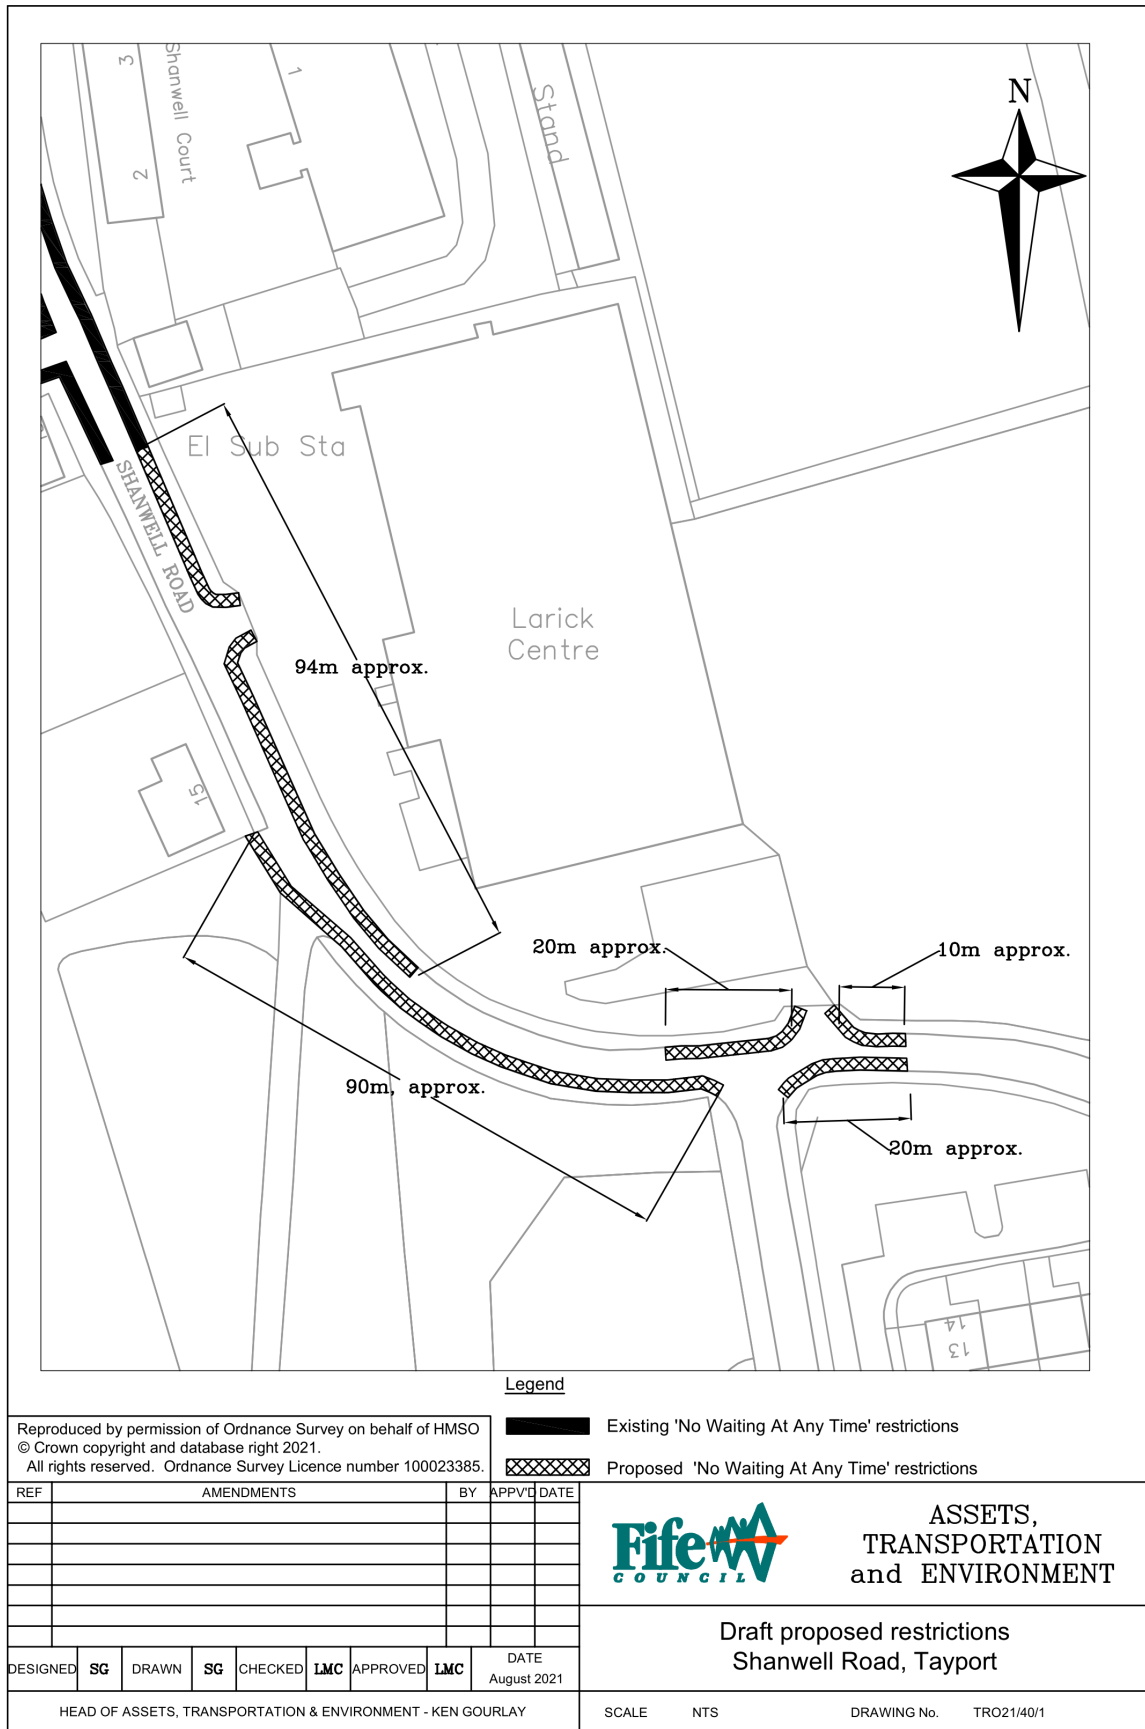 Shanwell Court
3
2
1
Stand
N
El Sub Sta
SHANWELL ROAD
Larick
Centre
94m approx.
15
20m approx.
10m approx.
90m, approx.
20m approx.
14
13
Legend
Reproduced by permission of Ordnance Survey on behalf of HMSO
© Crown copyright and database right 2021.
All rights reserved. Ordnance Survey Licence number 100023385.
Existing 'No Waiting At Any Time' restrictions
Proposed 'No Waiting At Any Time' restrictions
REF AMENDMENTS BY APPV'D DATE
Fife
COUNCIL
ASSETS,
TRANSPORTATION
and ENVIRONMENT
Draft proposed restrictions
Shanwell Road, Tayport
DESIGNED SG DRAWN SG CHECKED LMC APPROVED LMC
DATE
August 2021
HEAD OF ASSETS, TRANSPORTATION & ENVIRONMENT - KEN GOURLAY
SCALE NTS DRAWING No. TRO21/40/1